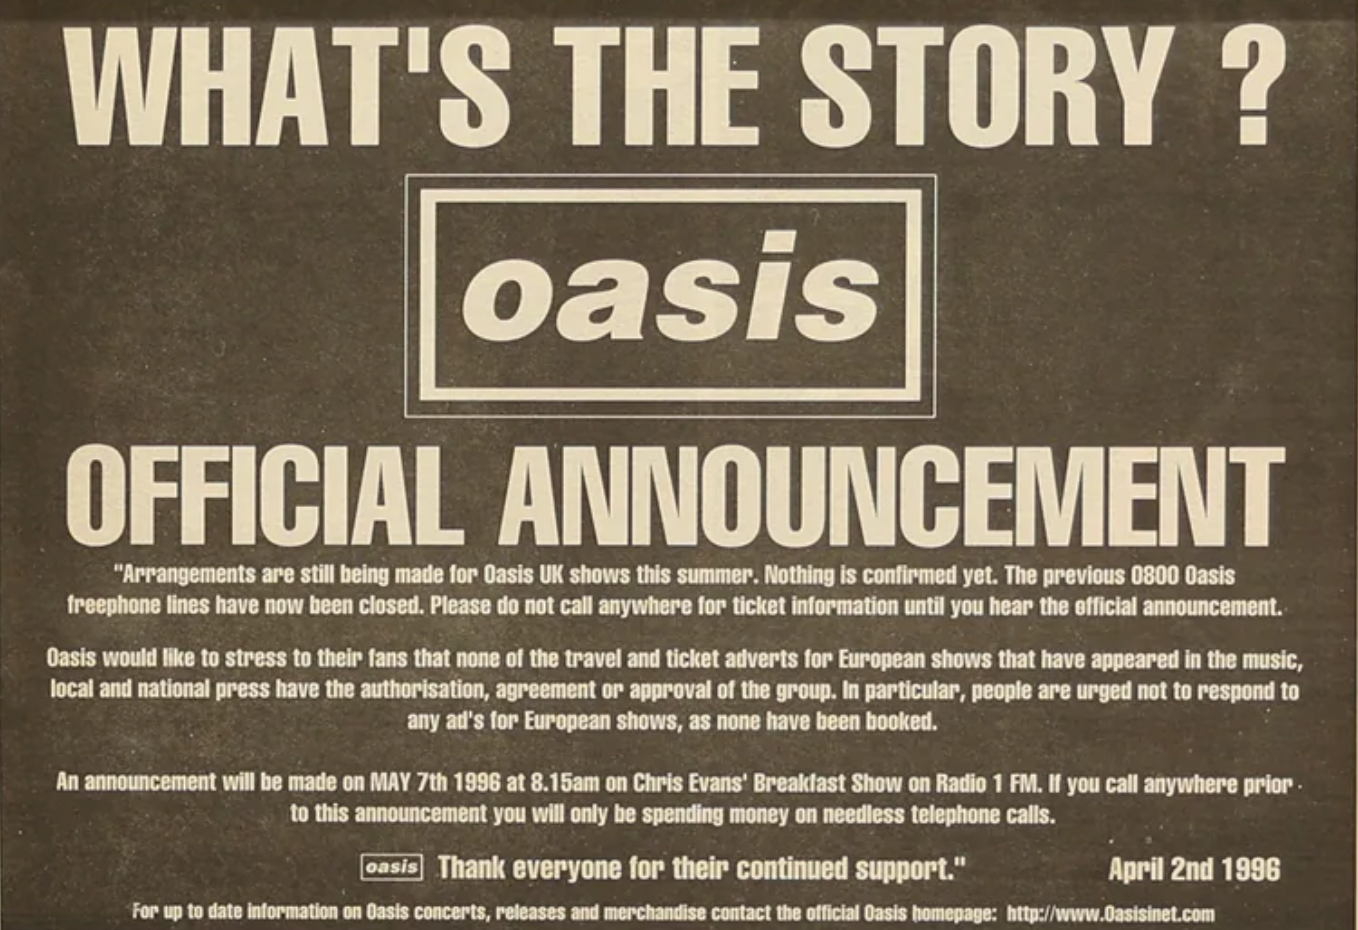 WHAT'S THE STORY ?
oasis
OFFICIAL ANNOUNCEMENT
"Arrangements are still being made for Oasis UK shows this summer. Nothing is confirmed yet. The previous 0800 Oasis
freephone lines have now been closed. Please do not call anywhere for ticket information until you hear the official announcement.
Oasis would like to stress to their fans that none of the travel and ticket adverts for European shows that have appeared in the music,
local and national press have the authorisation, agreement or approval of the group. In particular, people are urged not to respond to
any ad's for European shows, as none have been booked.
An announcement will be made on MAY 7th 1996 at 8.15am on Chris Evans' Breakfast Show on Radio 1 FM. If you call anywhere prior
to this announcement you will only be spending money on needless telephone calls.
oasis Thank everyone for their continued support." April 2nd 1996
For up to date information on Oasis concerts, releases and merchandise contact the official Oasis homepage: http://www.Oasisinet.com